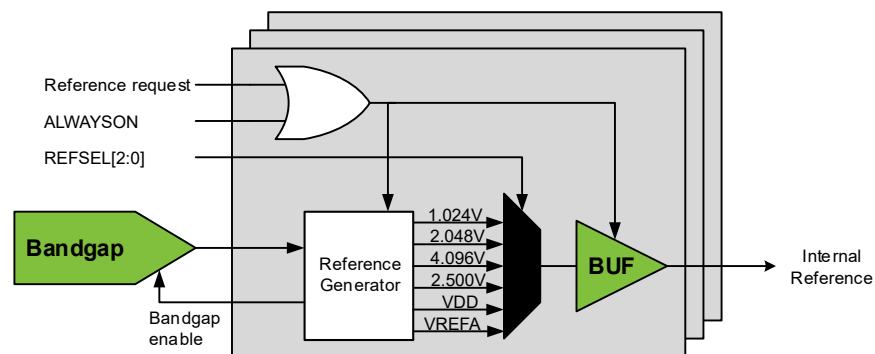 Reference request
ALWAYSON
REFSEL[2:0]
Bandgap
Bandgap
enable
Reference
Generator
1.024V
2.048V
4.096V
2.500V
VDD
VREFA
BUF
Internal
Reference